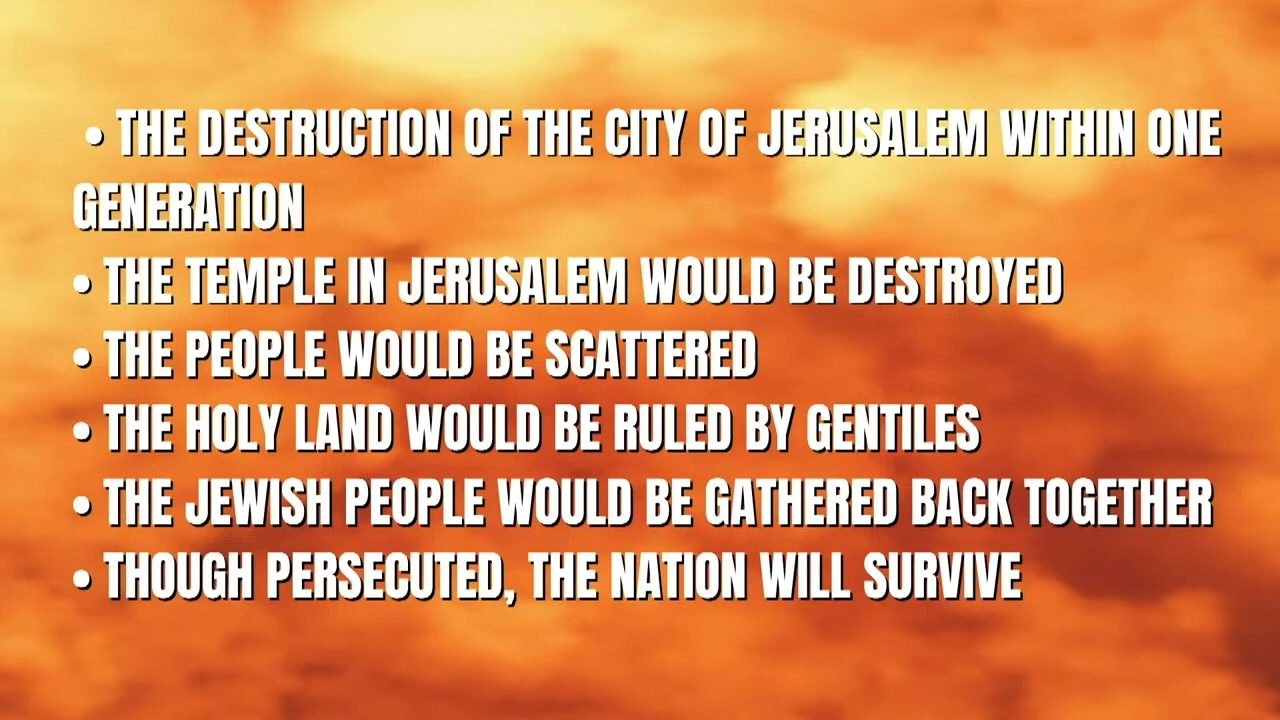 • THE DESTRUCTION OF THE CITY OF JERUSALEM WITHIN ONE
GENERATION
• THE TEMPLE IN JERUSALEM WOULD BE DESTROYED
• THE PEOPLE WOULD BE SCATTERED
• THE HOLY LAND WOULD BE RULED BY GENTILES
• THE JEWISH PEOPLE WOULD BE GATHERED BACK TOGETHER
• THOUGH PERSECUTED, THE NATION WILL SURVIVE